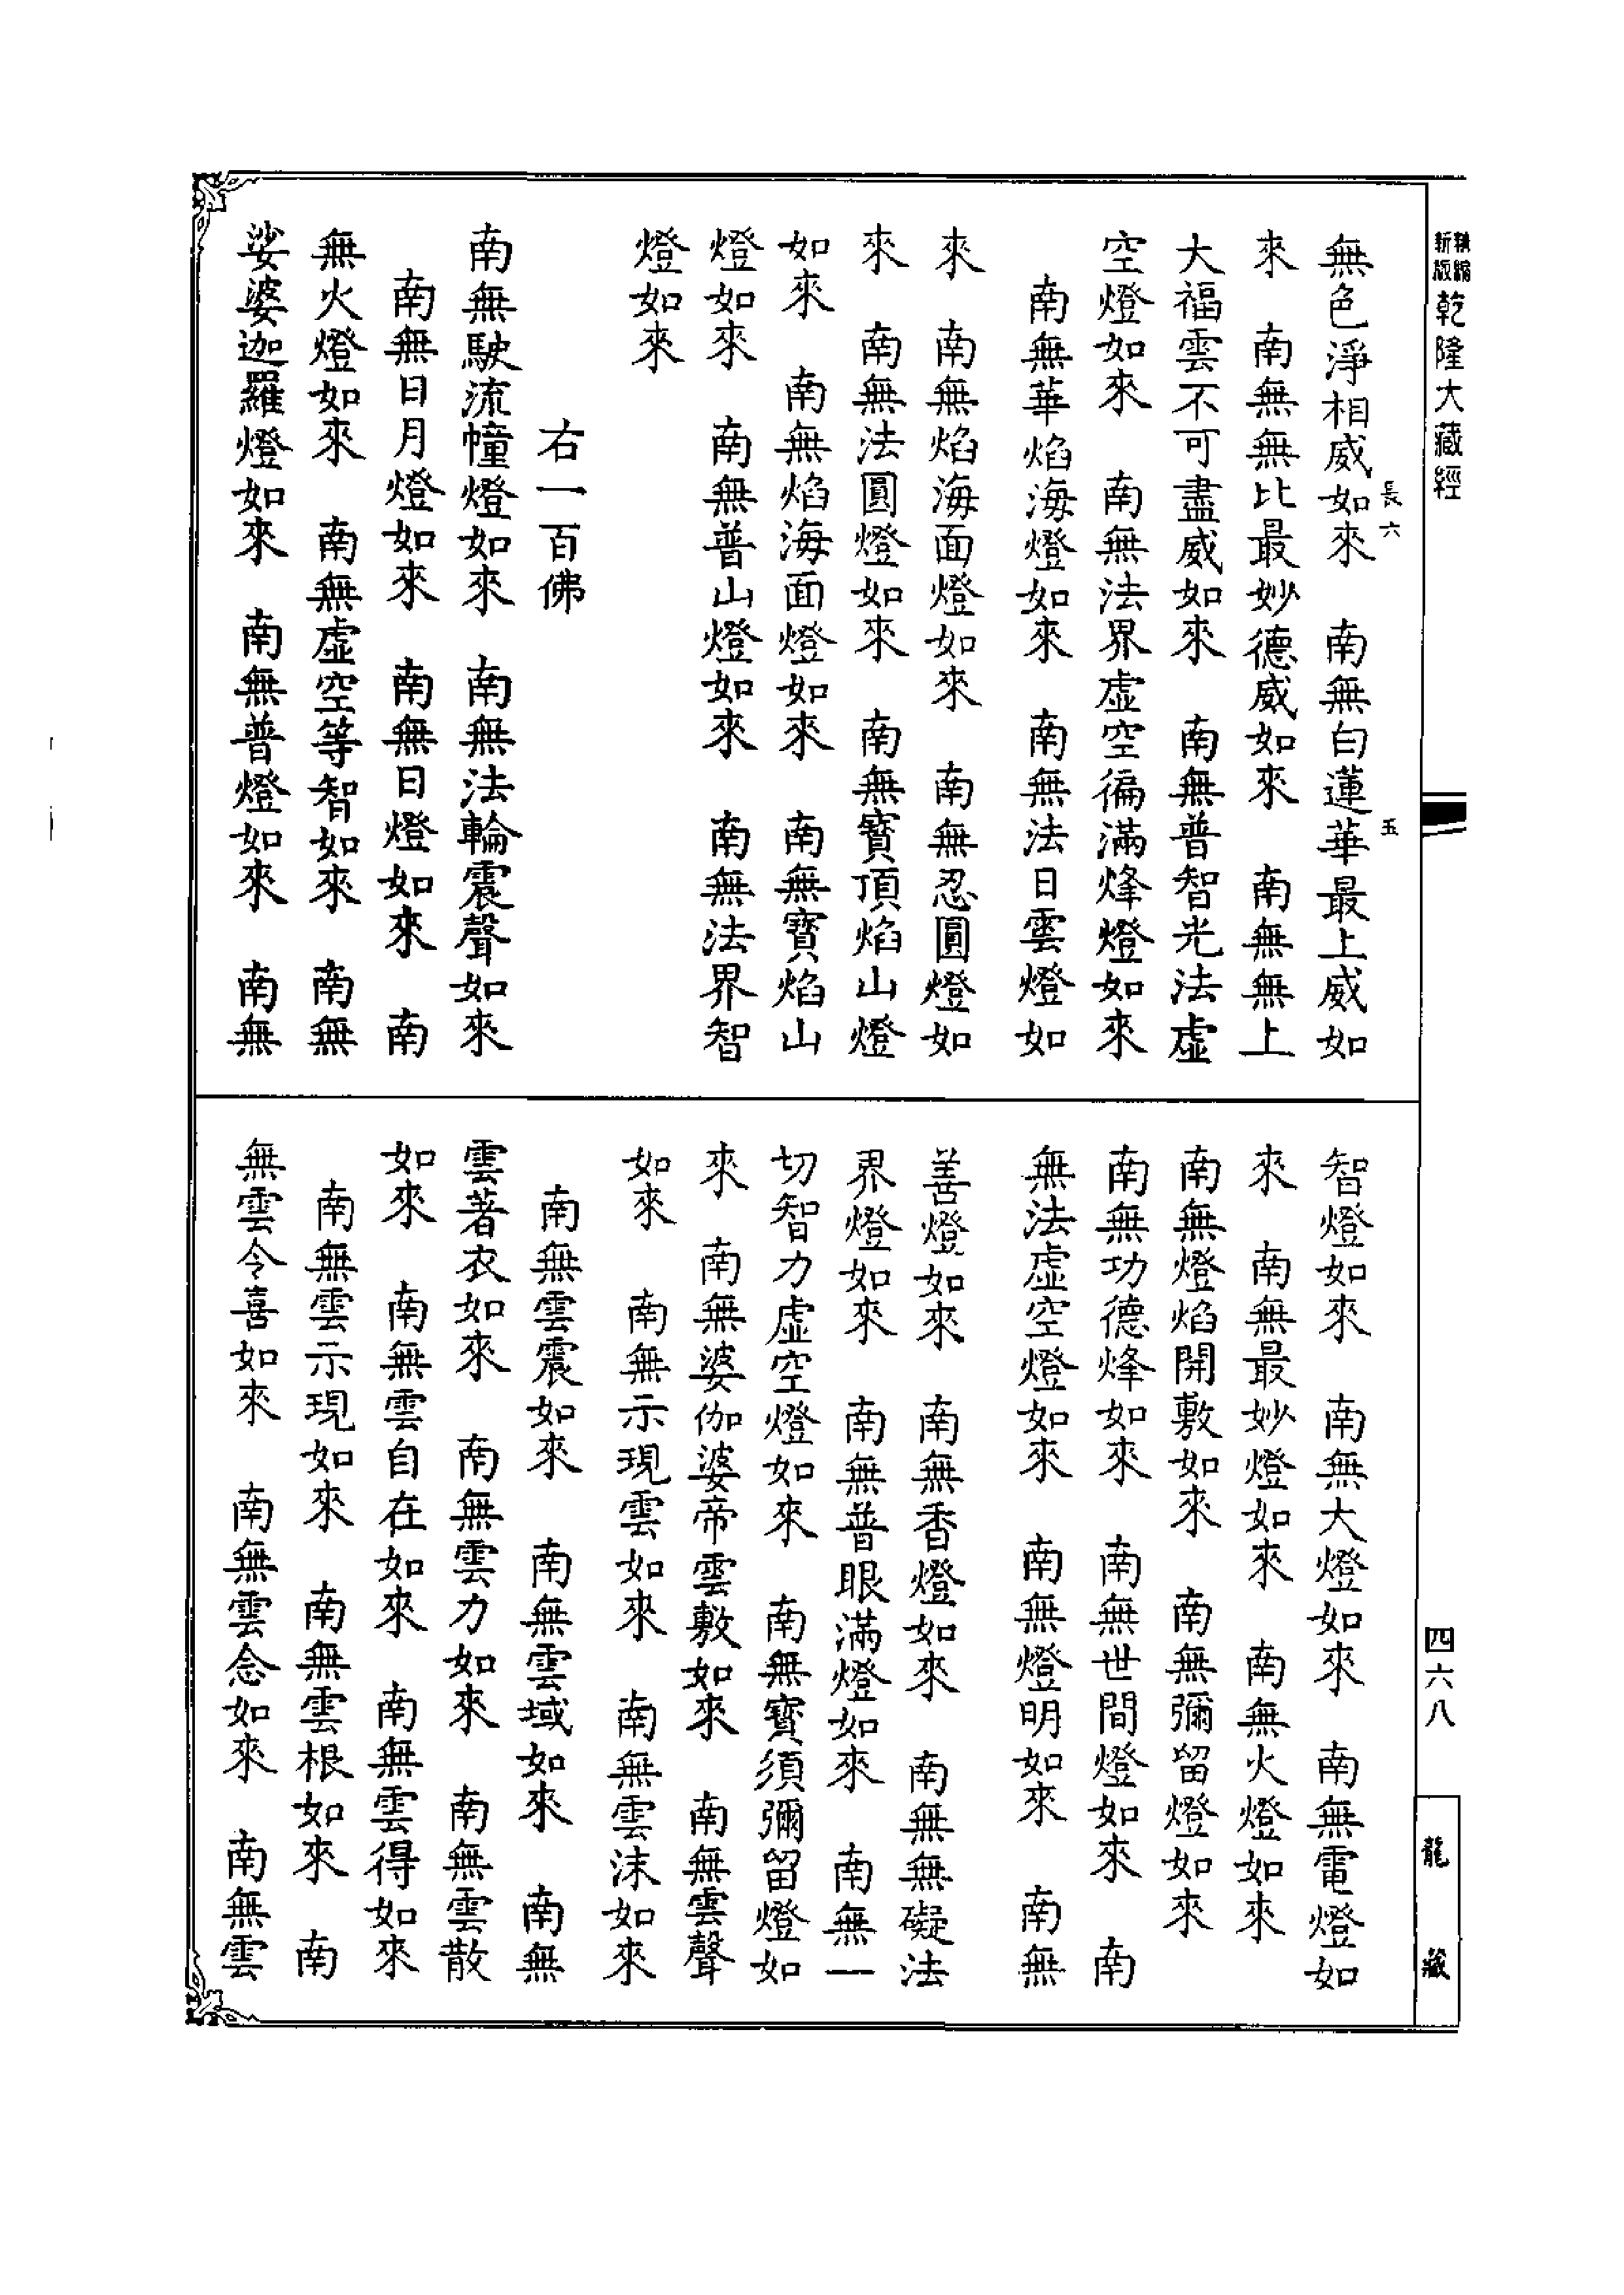 新版
乾隆大藏經
長六
五
無色淨相威如來　南無白蓮華最上威如
來　南無無比最妙德威如來　南無無上
大福雲不可盡威如來　南無普智光法虛
空燈如來　南無法界虛空徧滿烽燈如來
南無華焰海燈如來　南無法日雲燈如
來　南無焰海面燈如來　南無忍圓燈如
來　南無法圓燈如來　南無寶頂焰山燈
如來　南無焰海面燈如來　南無寶焰山
燈如來　南無普山燈如來　南無法界智
燈如來
右一百佛
南無駛流幢燈如來　南無法輪震聲如來
南無日月燈如來　南無日燈如來　南
無火燈如來　南無虛空等智如來　南無
娑婆迦羅燈如來　南無普燈如來　南無
智燈如來　南無大燈如來　南無電燈如
來　南無最妙燈如來　南無火燈如來
南無燈焰開敷如來　南無彌留燈如來
南無功德烽如來　南無世間燈如來　南
無法虛空燈如來　南無燈明如來　南無
善燈如來　南無香燈如來　南無無礙法
界燈如來　南無普眼滿燈如來　南無一
切智力虛空燈如來　南無寶須彌留燈如
來　南無婆伽婆帝雲敷如來　南無雲聲
如來　南無示現雲如來　南無雲沫如來
南無雲震如來　南無雲域如來　南無
雲著衣如來　南無雲力如來　南無雲散
如來　南無雲自在如來　南無雲得如來
南無雲示現如來　南無雲根如來　南
無雲令喜如來　南無雲念如來　南無雲
四六八
龍藏